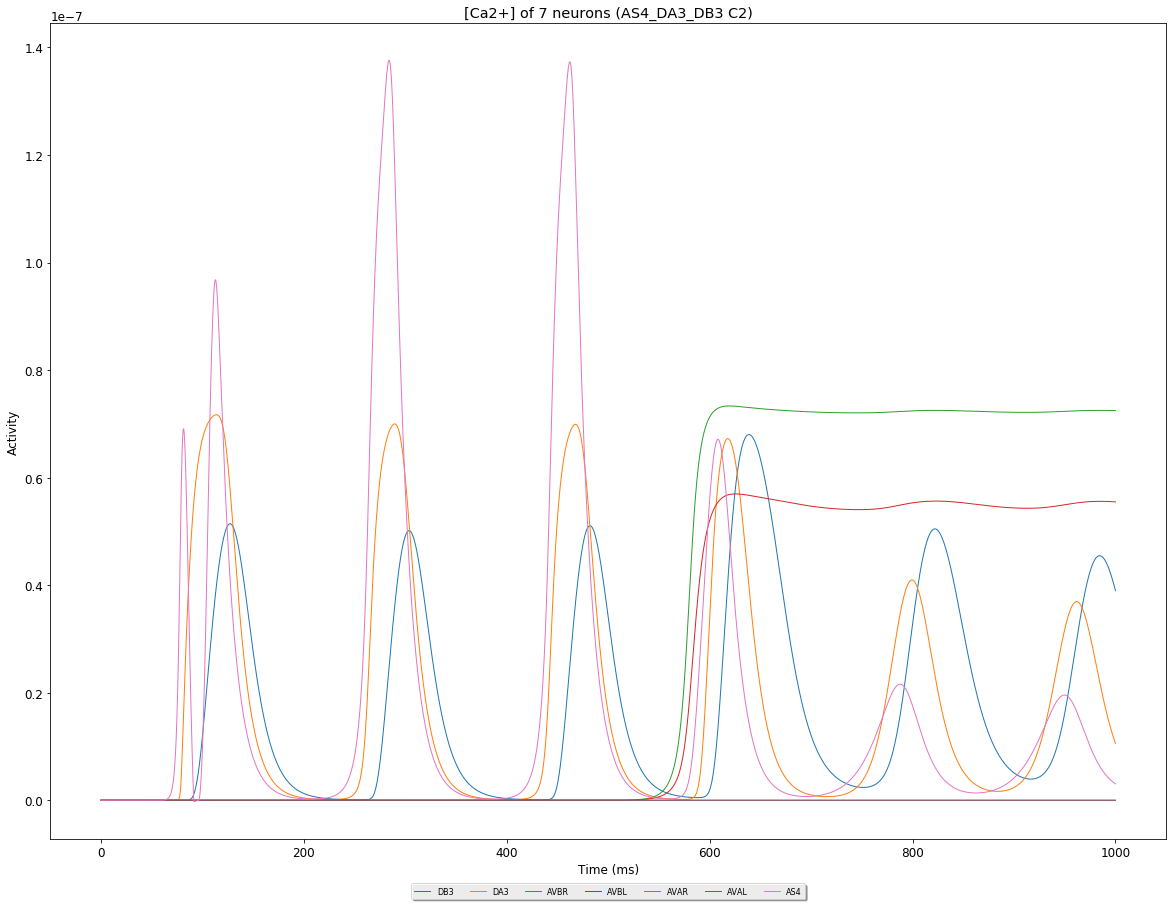 [Ca2+] of 7 neurons (AS4_DA3_DB3 C2)
1e−7
1.4
1.2
1.0
0.8
0.6
0.4
0.2
0.0
Activity
0 200 400 600 800 1000
Time (ms)
DB3 DA3 AVBR AVBL AVAR AVAL AS4